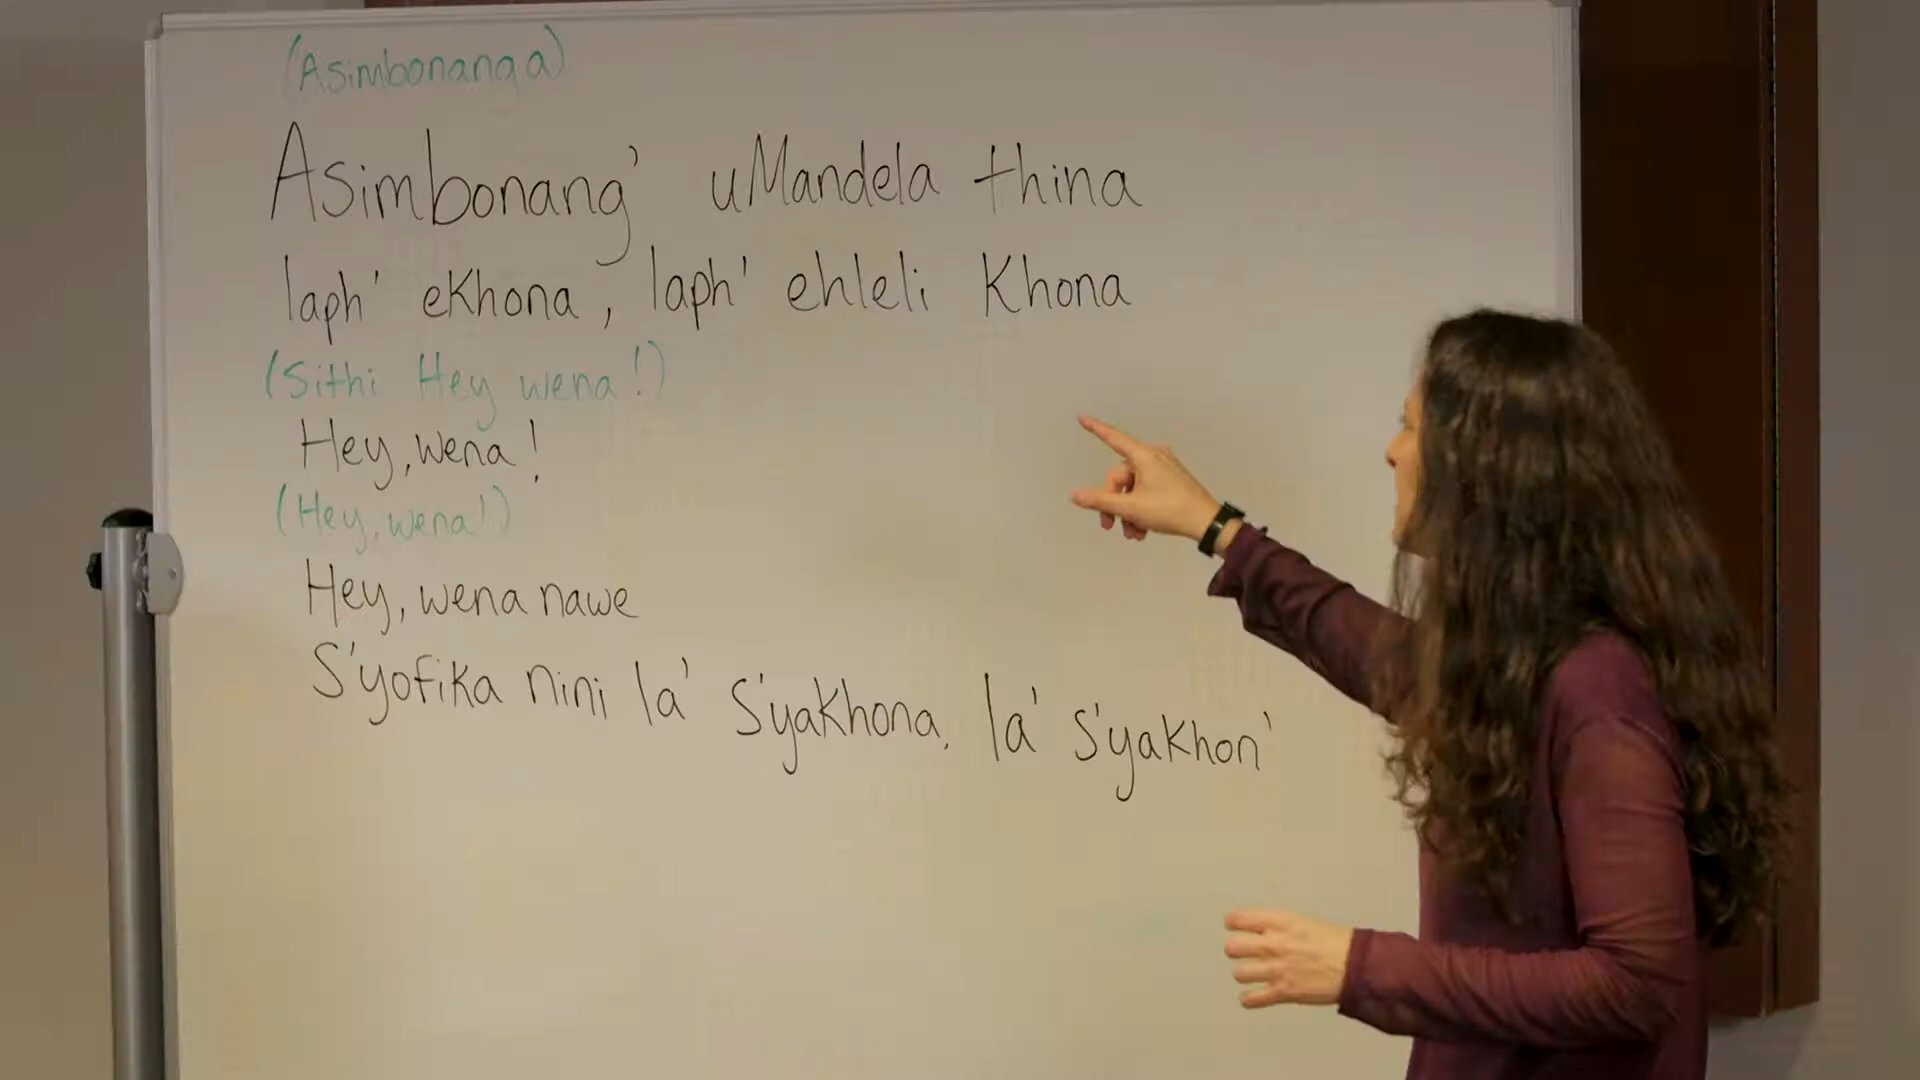 (Asimbonanga)
Asimbonang' uMandela thina
laph' ekhona, laph' ehleli Khona
(Sithi Hey wena!)
Hey, wena!
(Hey, wena!)
Hey, wena nawe
S'yofika nini la' S'yakhona, la' S'yakhon'